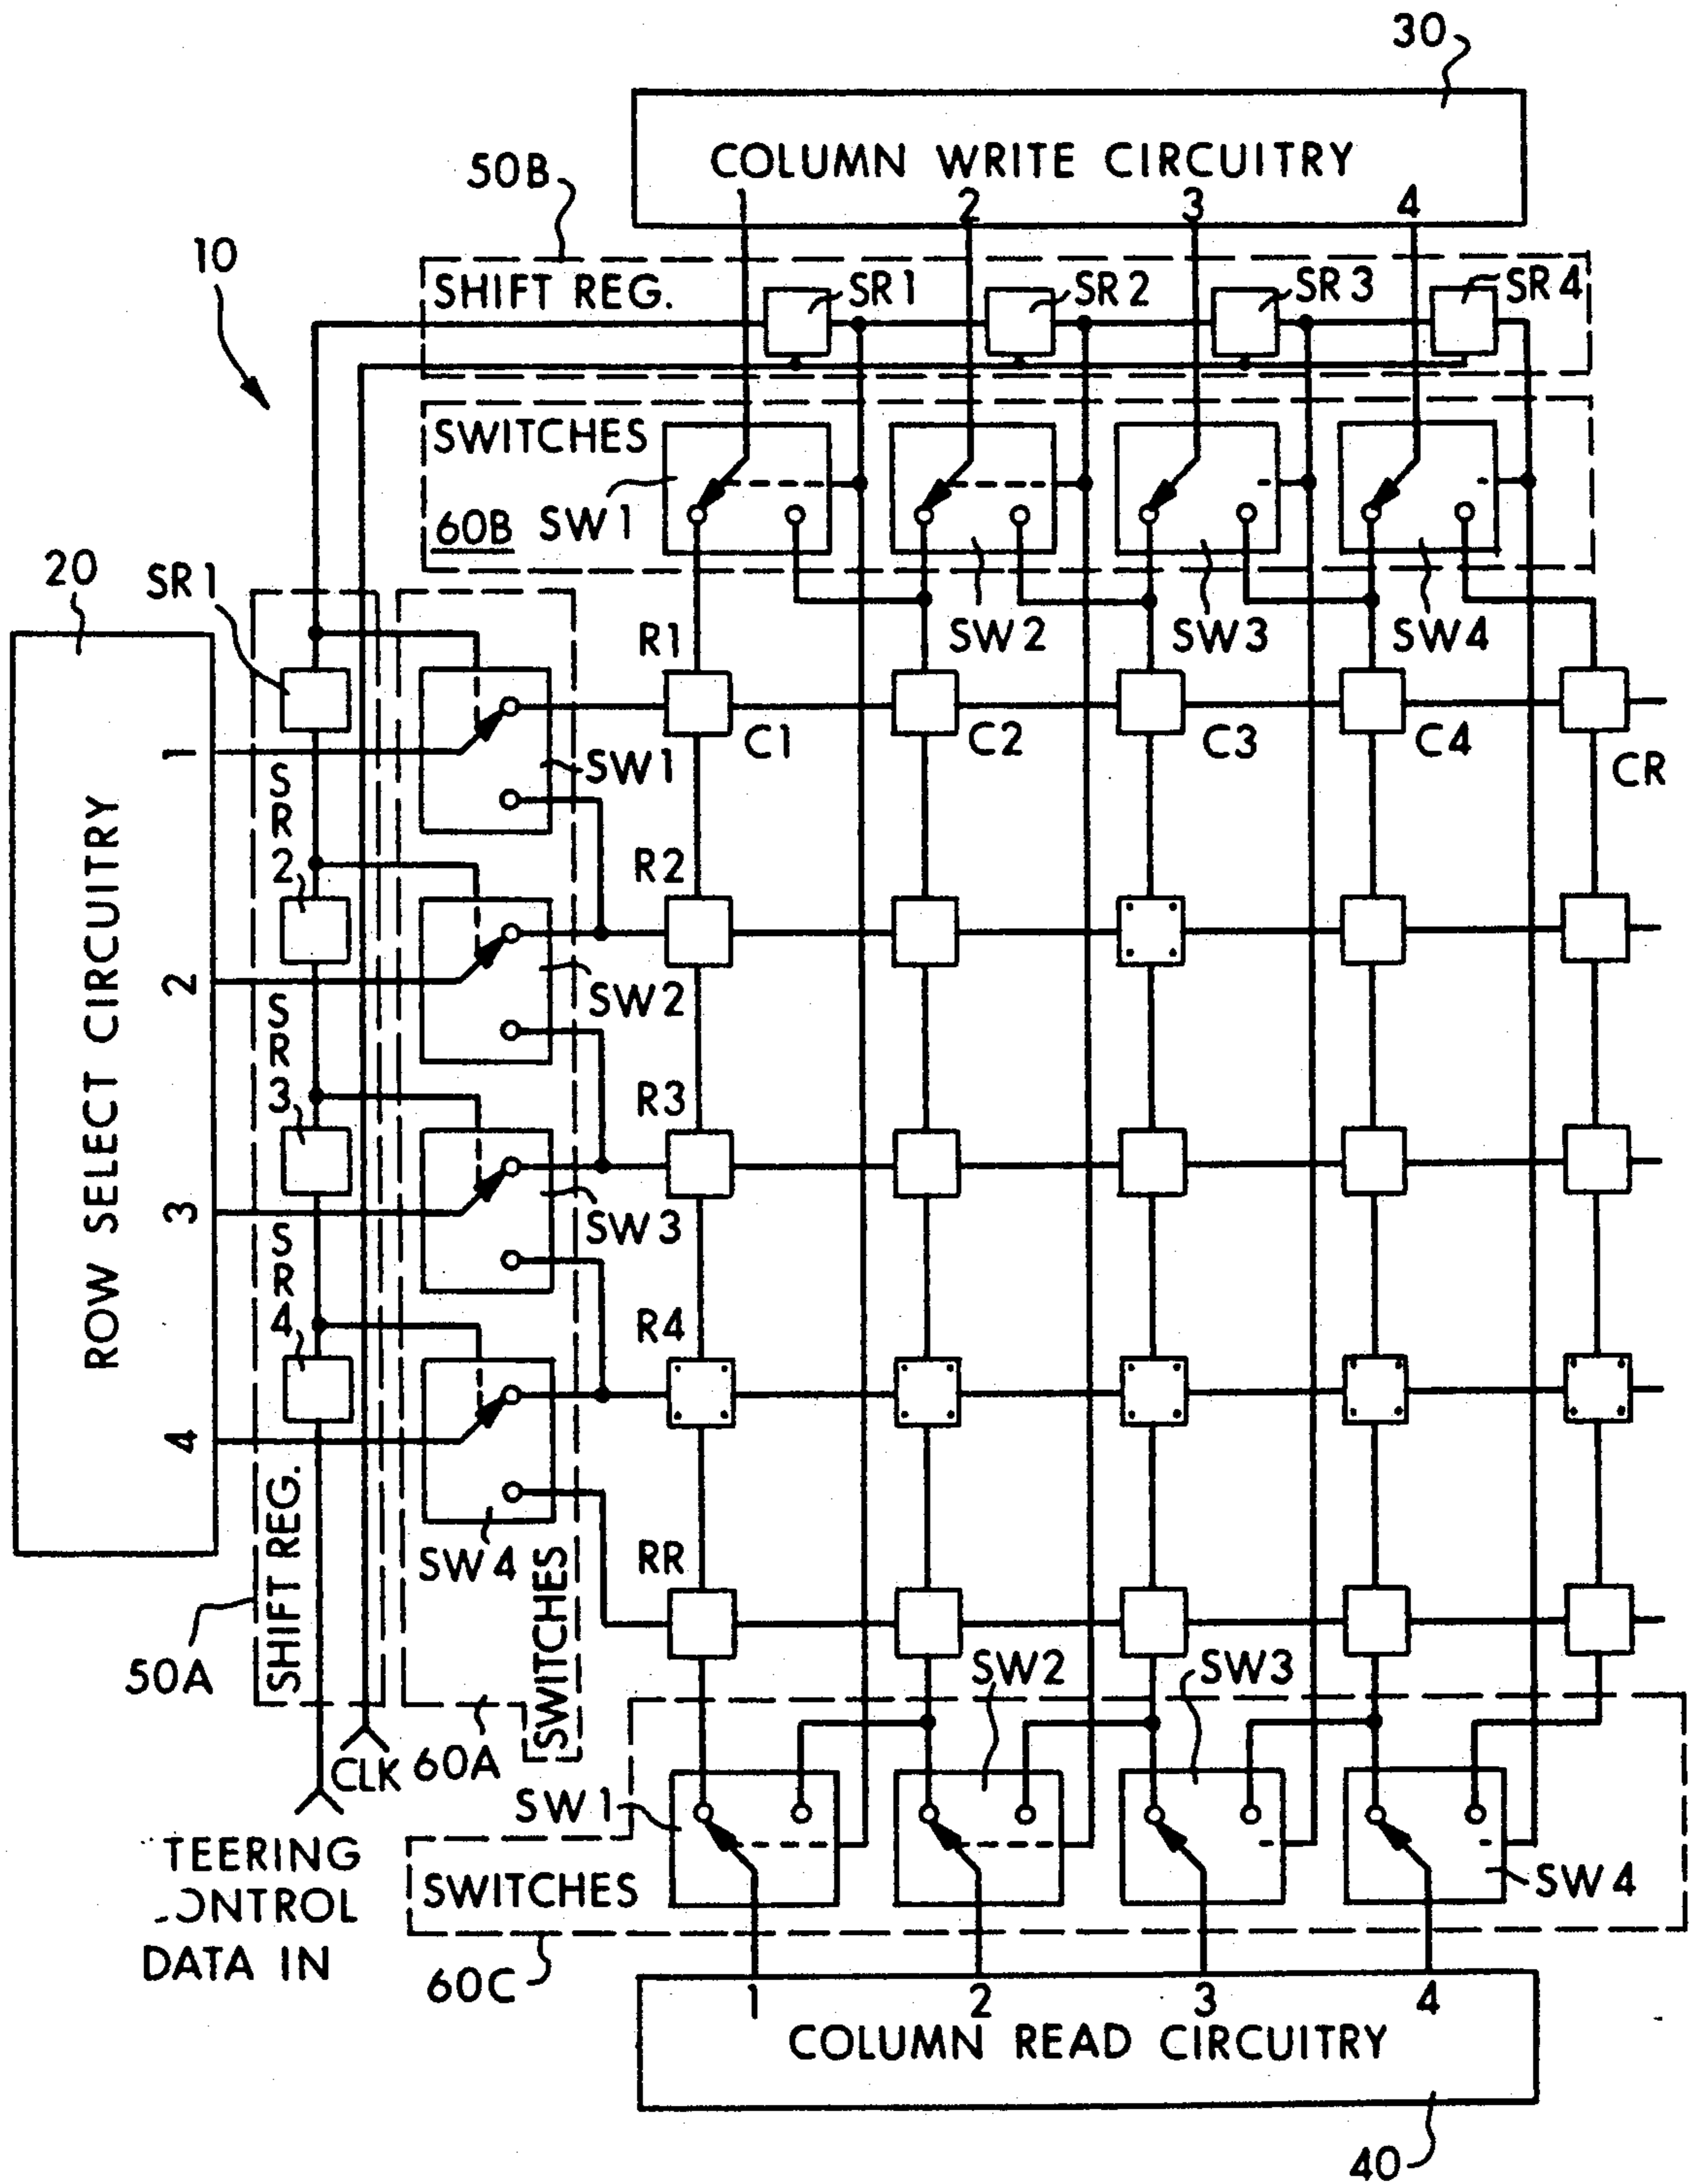 30
COLUMN WRITE CIRCUITRY
1 2 3 4
50B
10
SHIFT REG.
SR1
SR2
SR3
SR4
SWITCHES
60B SW1
SW2
SW3
SW4
20
SR1
R1
C1
C2
C3
C4
CR
SW1
ROW SELECT CIRCUITRY
1
2
3
4
SR2
R2
SW2
SR3
R3
SW3
SR4
R4
SW4
RR
SHIFT REG.
SWITCHES
50A
60A
CLK
SW1
SW2
SW3
SW4
TEERING
ONTROL
DATA IN
SWITCHES
60C
1 2 3 4
COLUMN READ CIRCUITRY
40